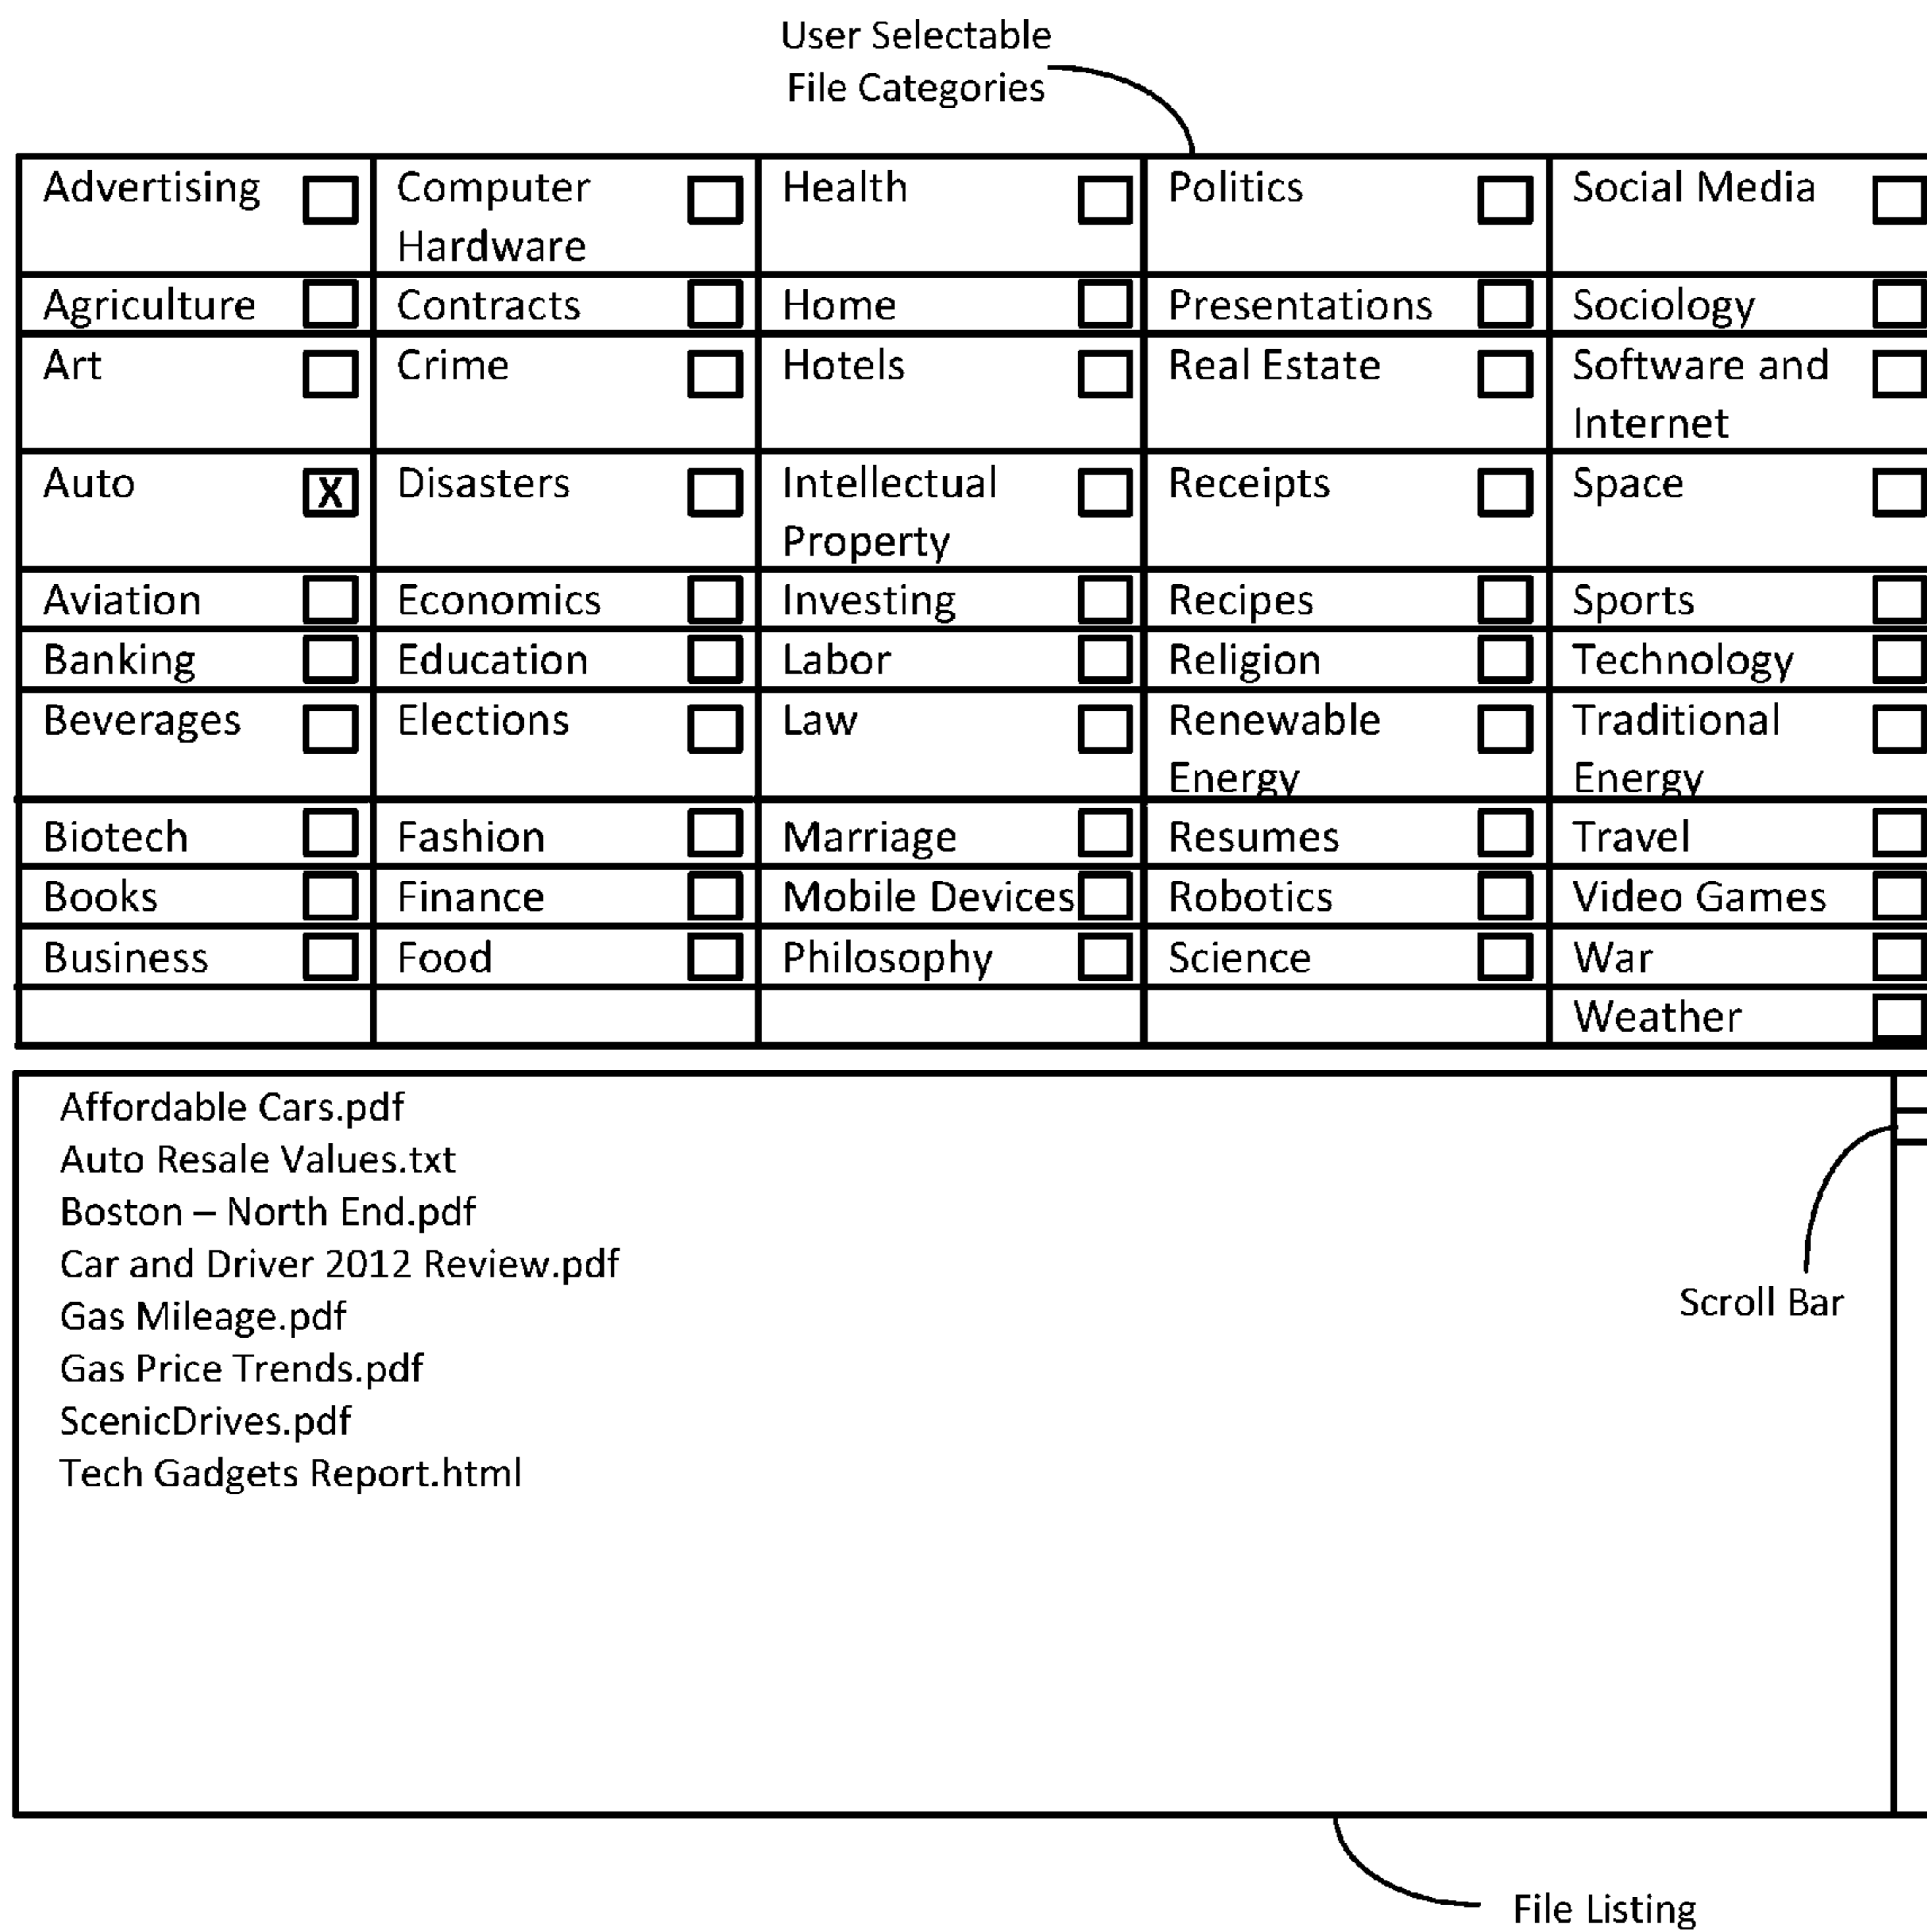 User Selectable
File Categories
Advertising Computer Health Politics Social Media
Hardware
Agriculture Contracts Home Presentations Sociology
Art Crime Hotels Real Estate Software and
Internet
Auto X Disasters Intellectual Receipts Space
Property
Aviation Economics Investing Recipes Sports
Banking Education Labor Religion Technology
Beverages Elections Law Renewable Traditional
Energy Energy
Biotech Fashion Marriage Resumes Travel
Books Finance Mobile Devices Robotics Video Games
Business Food Philosophy Science War
Weather
Affordable Cars.pdf
Auto Resale Values.txt
Boston – North End.pdf
Car and Driver 2012 Review.pdf
Gas Mileage.pdf
Scroll Bar
Gas Price Trends.pdf
ScenicDrives.pdf
Tech Gadgets Report.html
File Listing